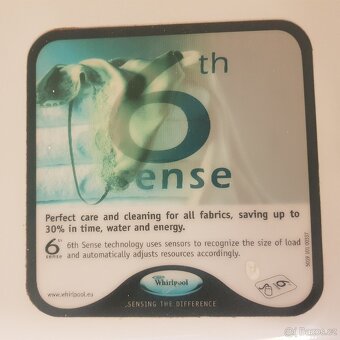 6th
sense
Perfect care and cleaning for all fabrics, saving up to
30% in time, water and energy.
6th
sense
6th Sense technology uses sensors to recognize the size of load
and automatically adjusts resources accordingly.
Whirlpool
www.whirlpool.eu
SENSING THE DIFFERENCE